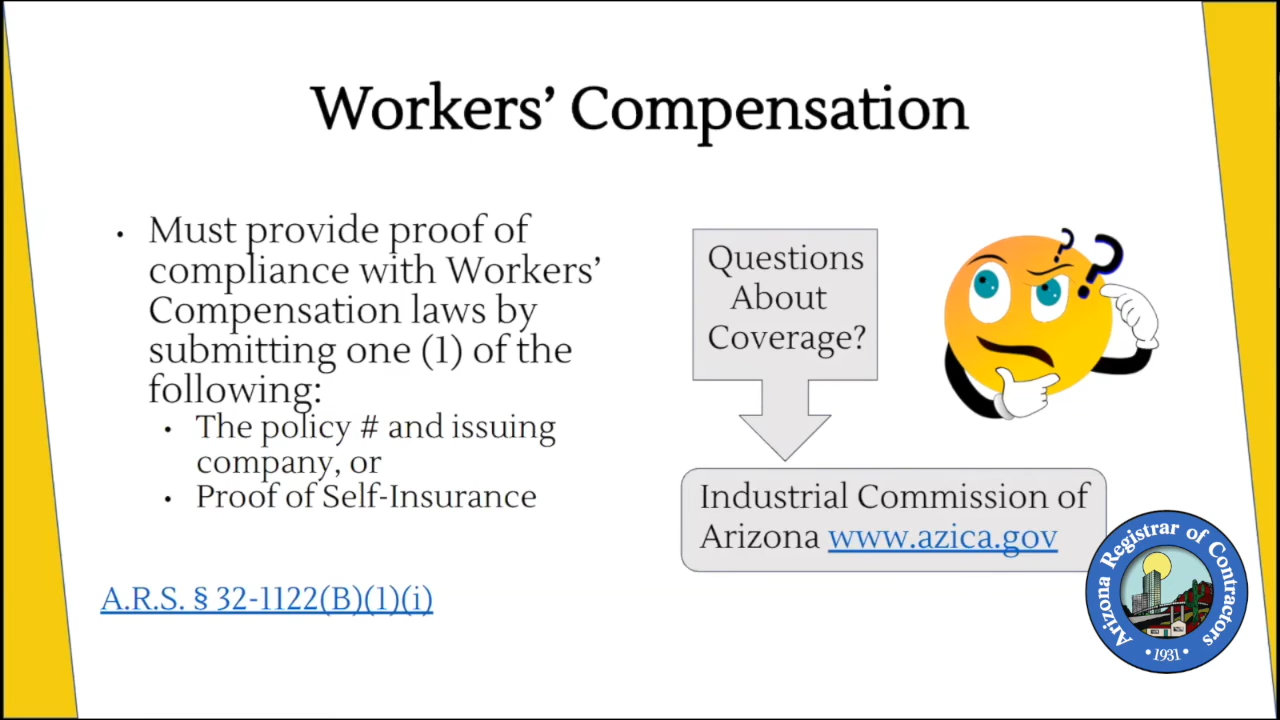 Workers’ Compensation
• Must provide proof of
compliance with Workers’
Compensation laws by
submitting one (1) of the
following:
• The policy # and issuing
company, or
• Proof of Self-Insurance
A.R.S. § 32-1122(B)(1)(i)
Questions
About
Coverage?
? ?
Industrial Commission of
Arizona www.azica.gov
Arizona Registrar of Contractors
• 1931 •